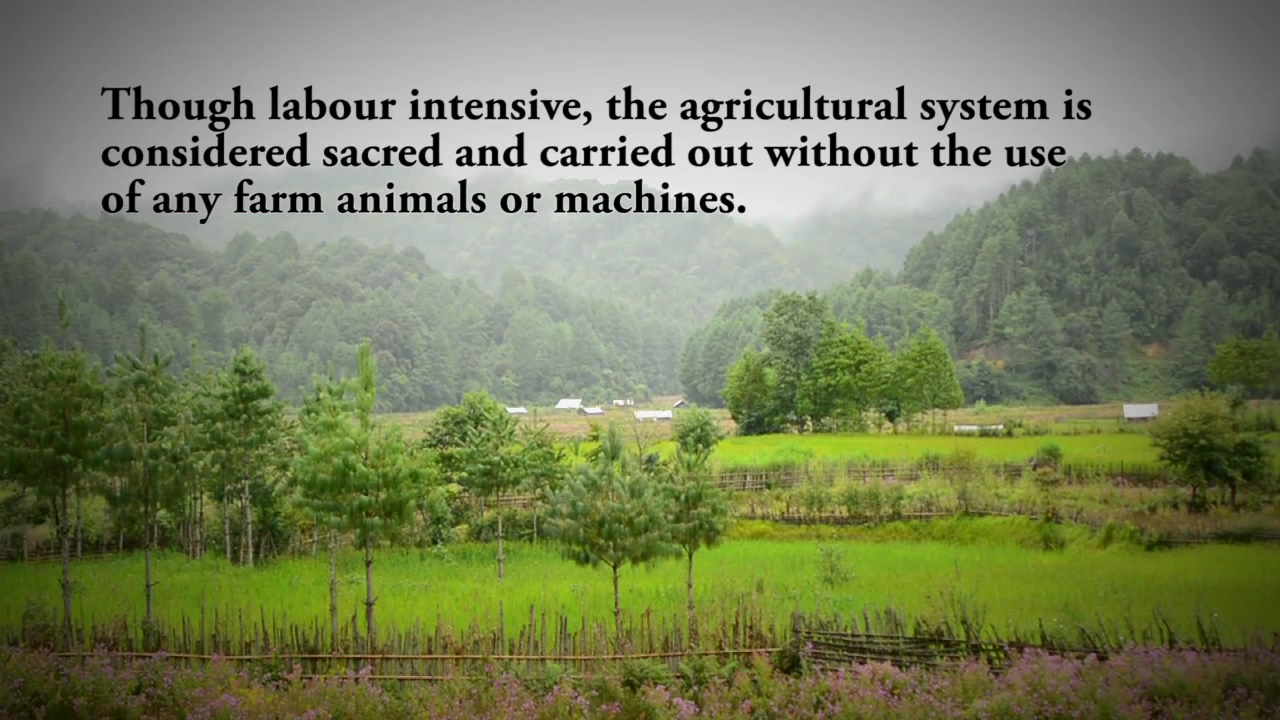 Though labour intensive, the agricultural system is
considered sacred and carried out without the use
of any farm animals or machines.